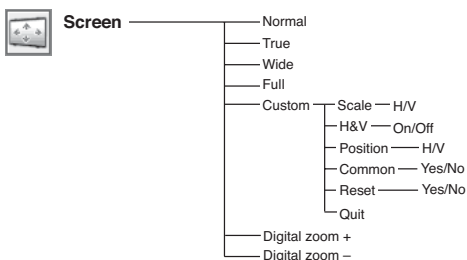 Screen Normal
True
Wide
Full
Custom Scale H/V
H&V On/Off
Position H/V
Common Yes/No
Reset Yes/No
Quit
Digital zoom +
Digital zoom –